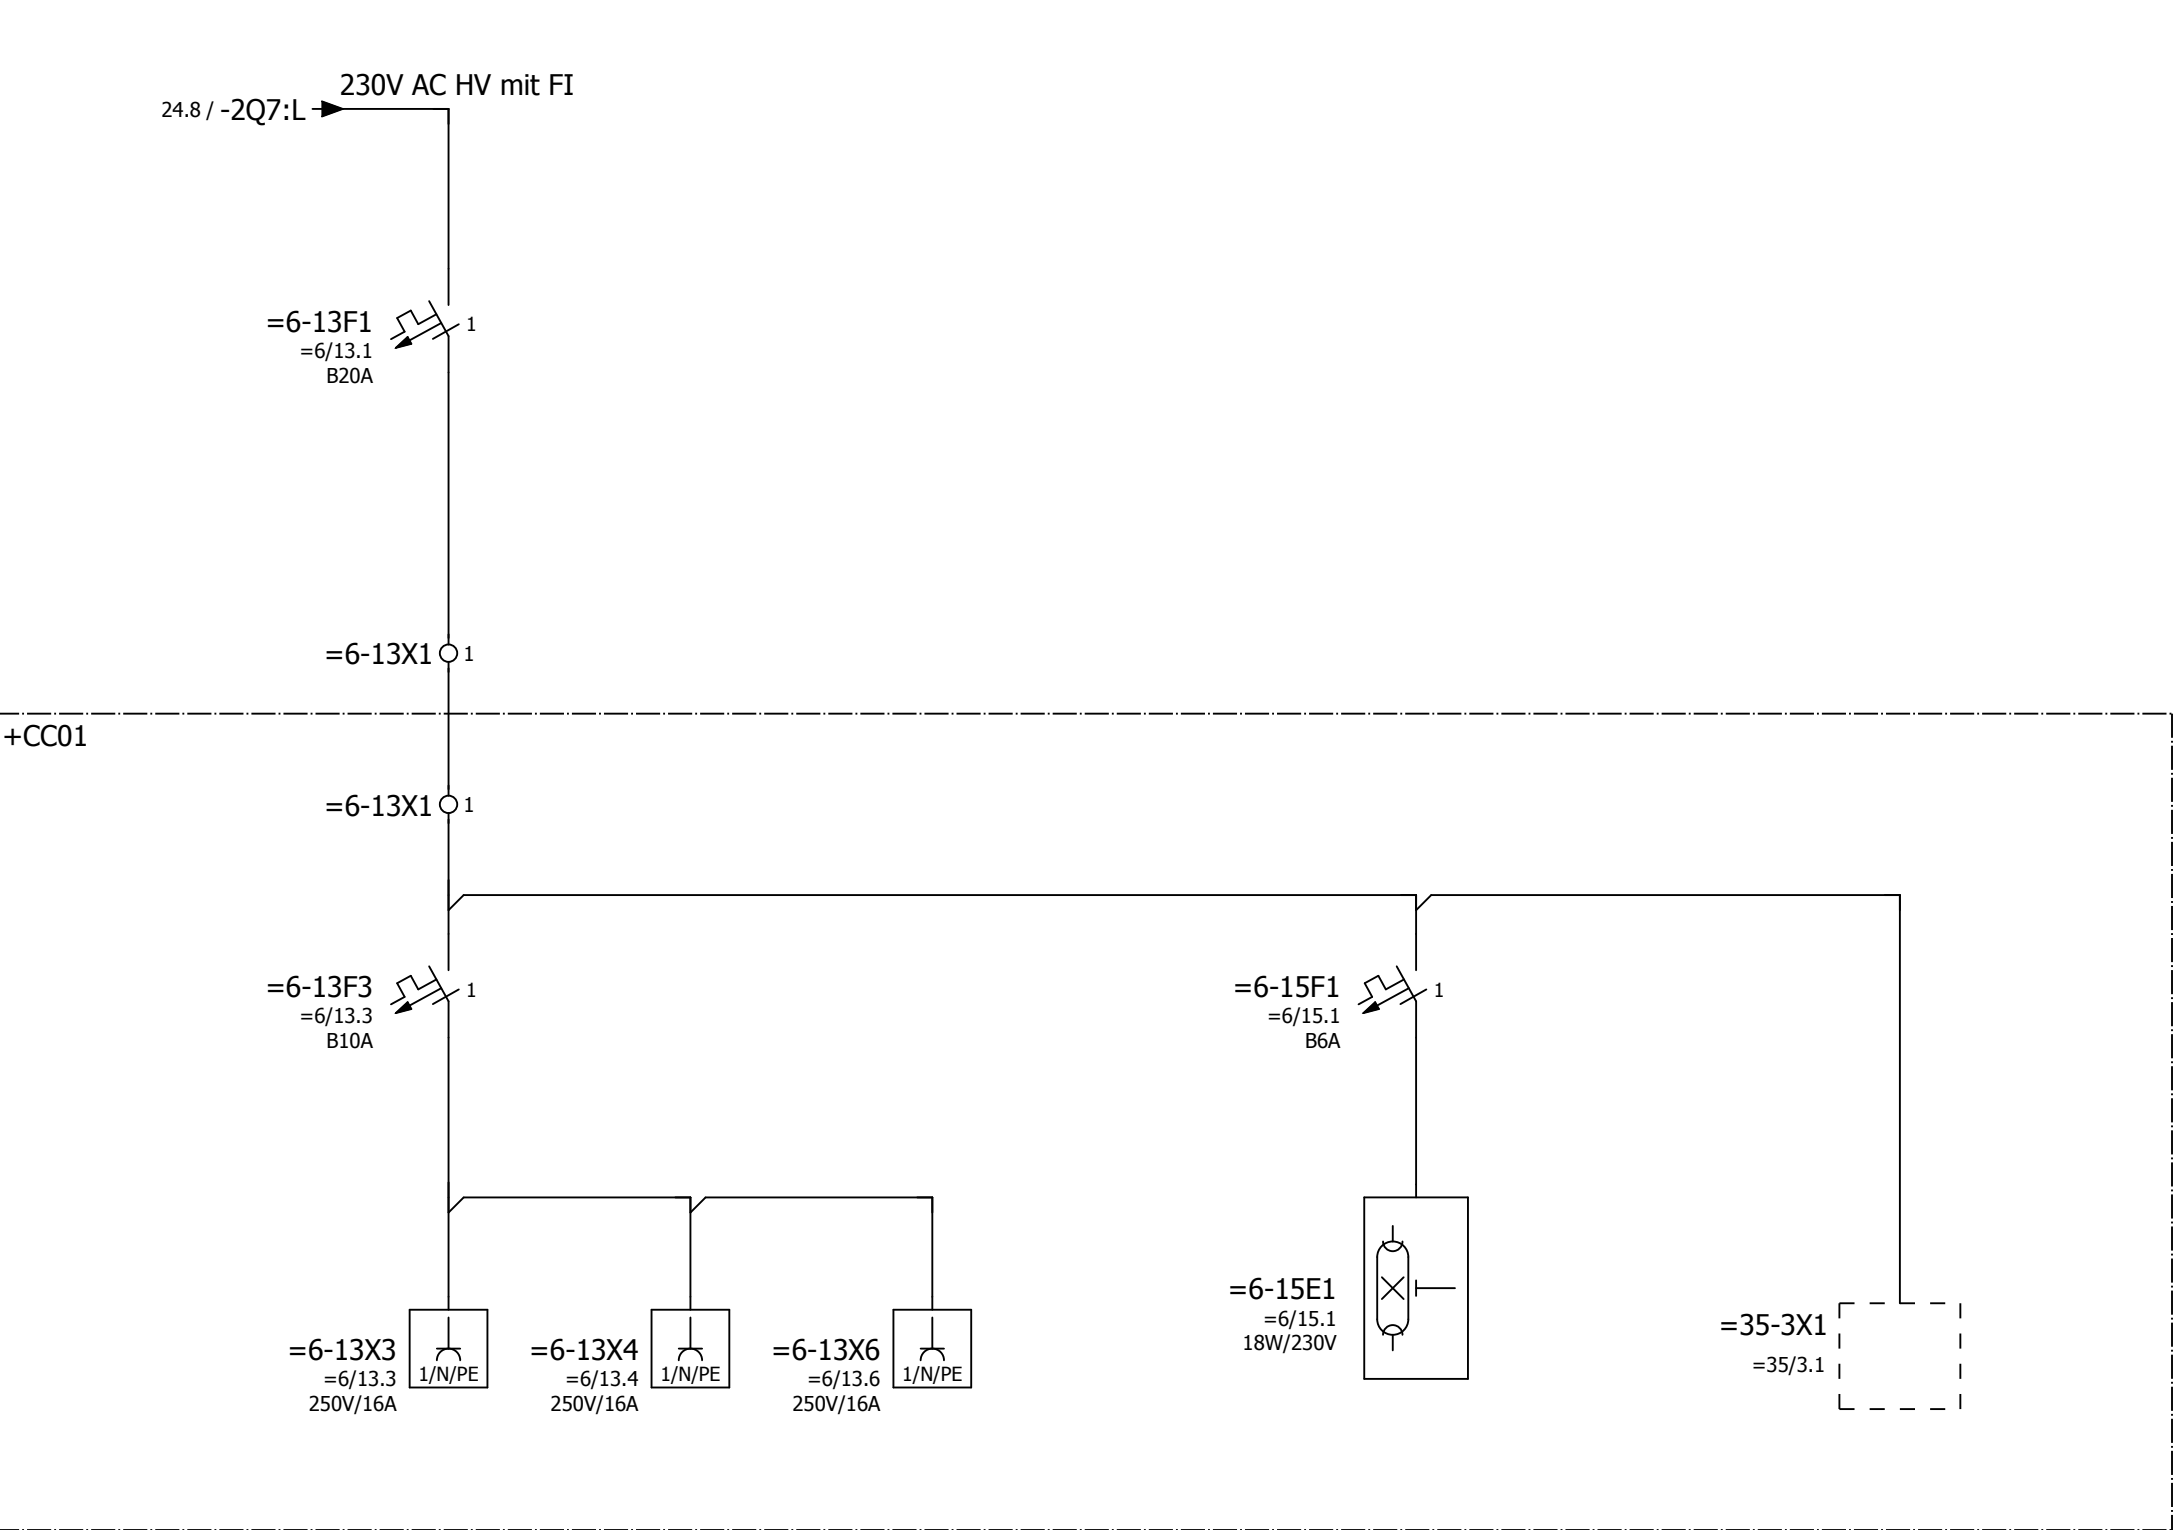 230V AC HV mit FI
24.8 / -2Q7:L
=6-13F1
1
=6/13.1
B20A
=6-13X1 1
+CC01
=6-13X1 1
=6-13F3
1
=6/13.3
B10A
=6-15F1
1
=6/15.1
B6A
=6-13X3
=6/13.3
250V/16A
1/N/PE
=6-13X4
=6/13.4
250V/16A
1/N/PE
=6-13X6
=6/13.6
250V/16A
1/N/PE
=6-15E1
=6/15.1
18W/230V
=35-3X1
=35/3.1